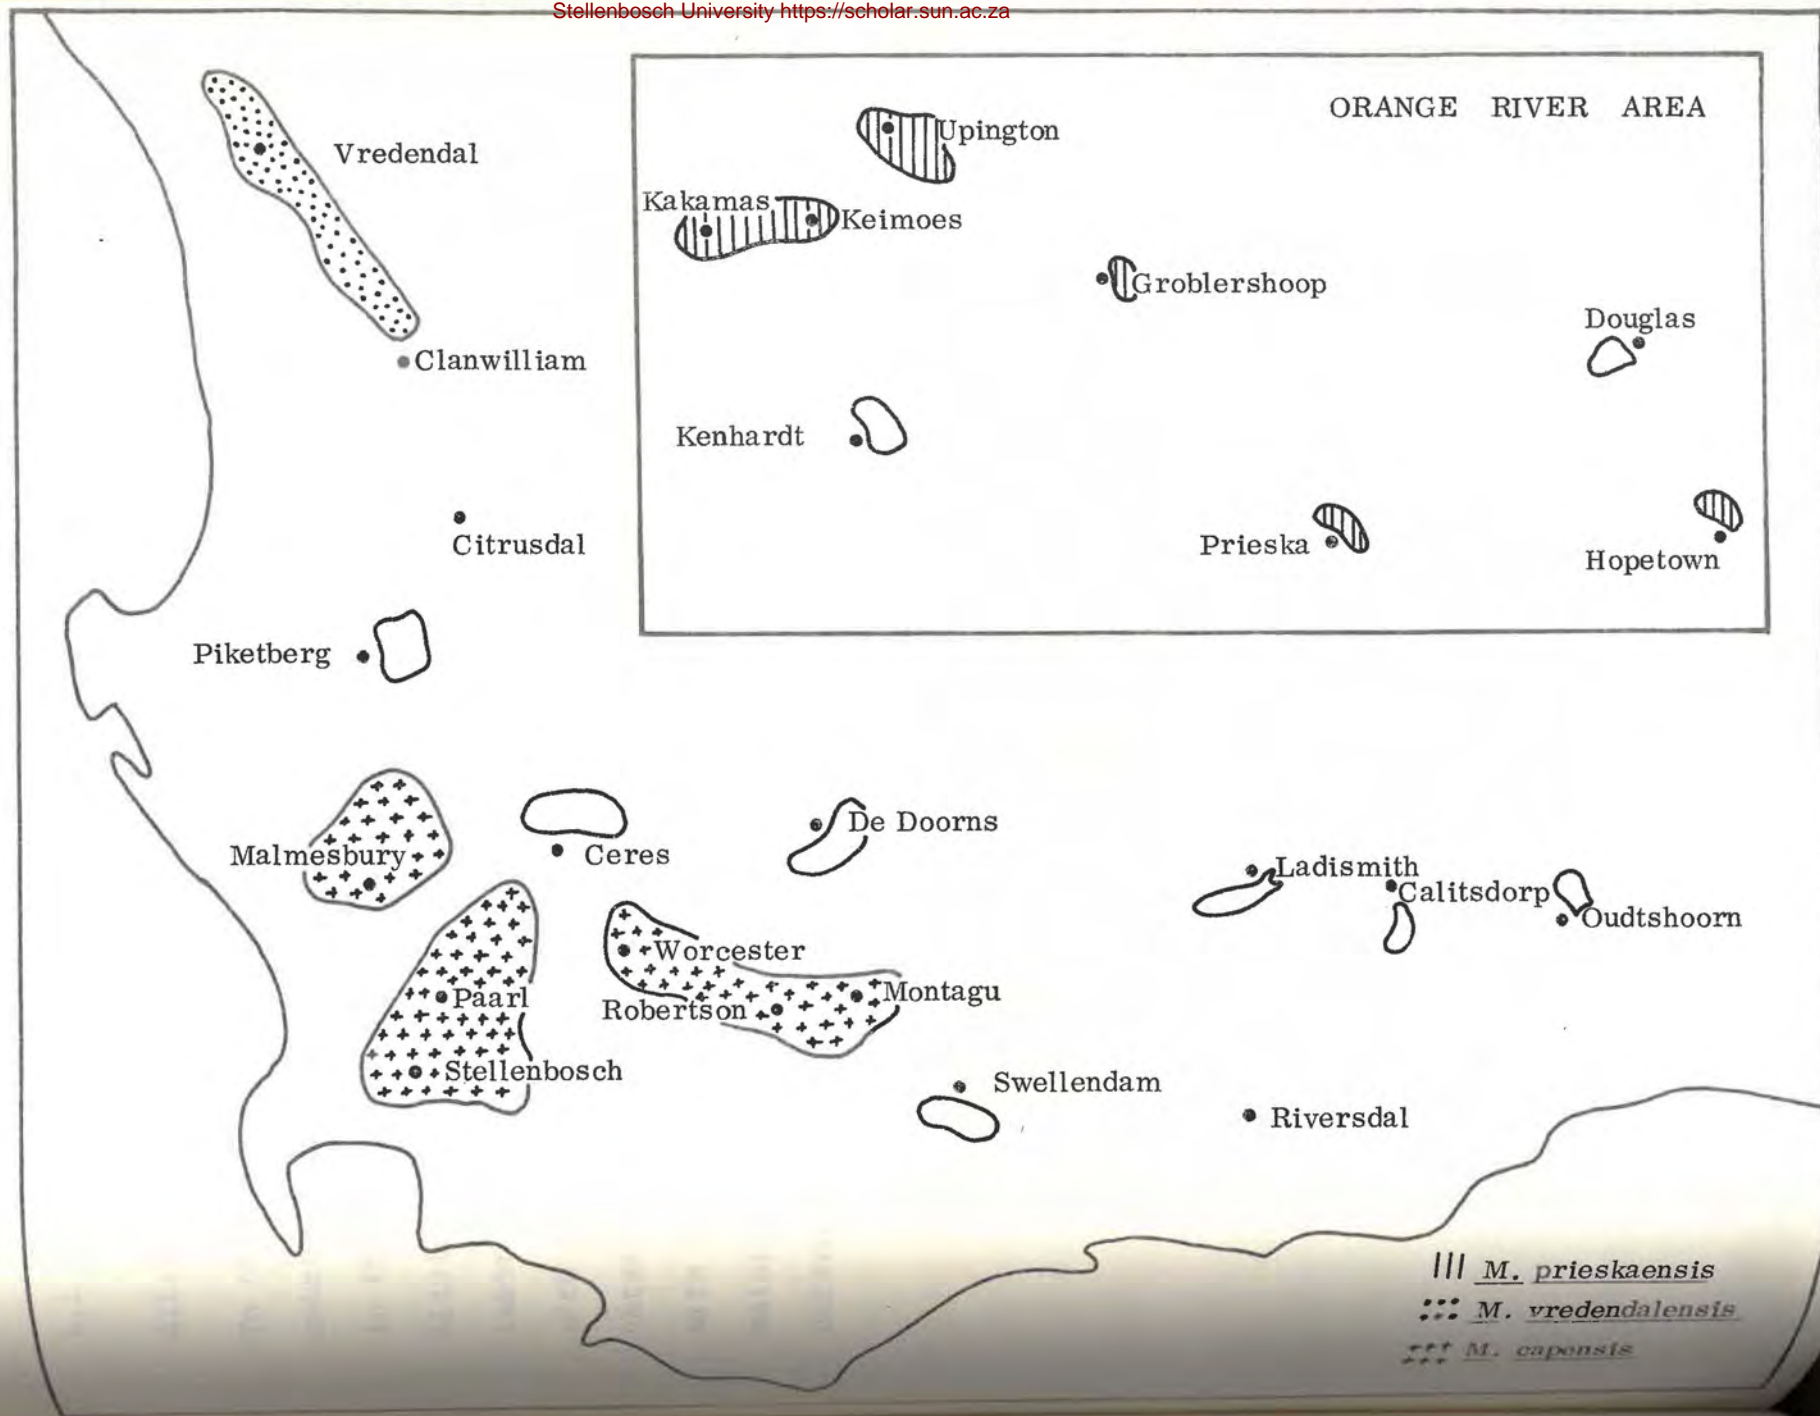 Stellenbosch University https://scholar.sun.ac.za
ORANGE RIVER AREA
Upington
Vredendal
Kakamas
Keimoes
Groblershoop
Douglas
Clanwilliam
Kenhardt
Citrusdal
Prieska
Hopetown
Piketberg
De Doorns
Malmesbury
Ceres
Ladismith
Calitsdorp
Oudtshoorn
Worcester
Paarl
Robertson
Montagu
Stellenbosch
Swellendam
Riversdal
M. prieskaensis
M. vredendalensis
M. capensis